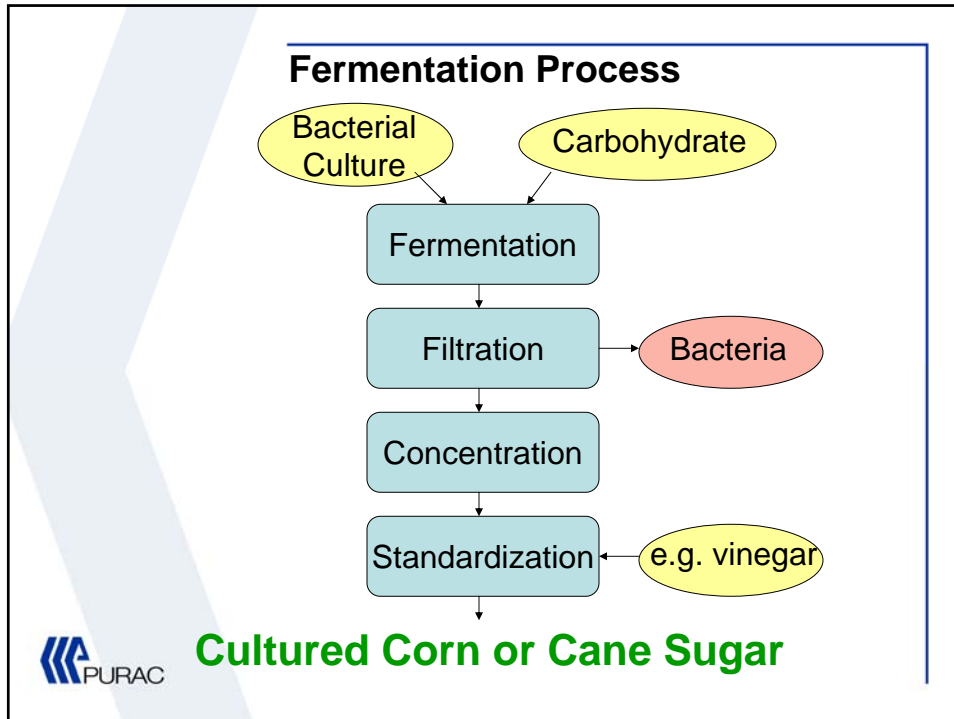 Fermentation Process
Bacterial
Culture
Carbohydrate
Fermentation
Filtration
Bacteria
Concentration
Standardization
e.g. vinegar
Cultured Corn or Cane Sugar
PURAC